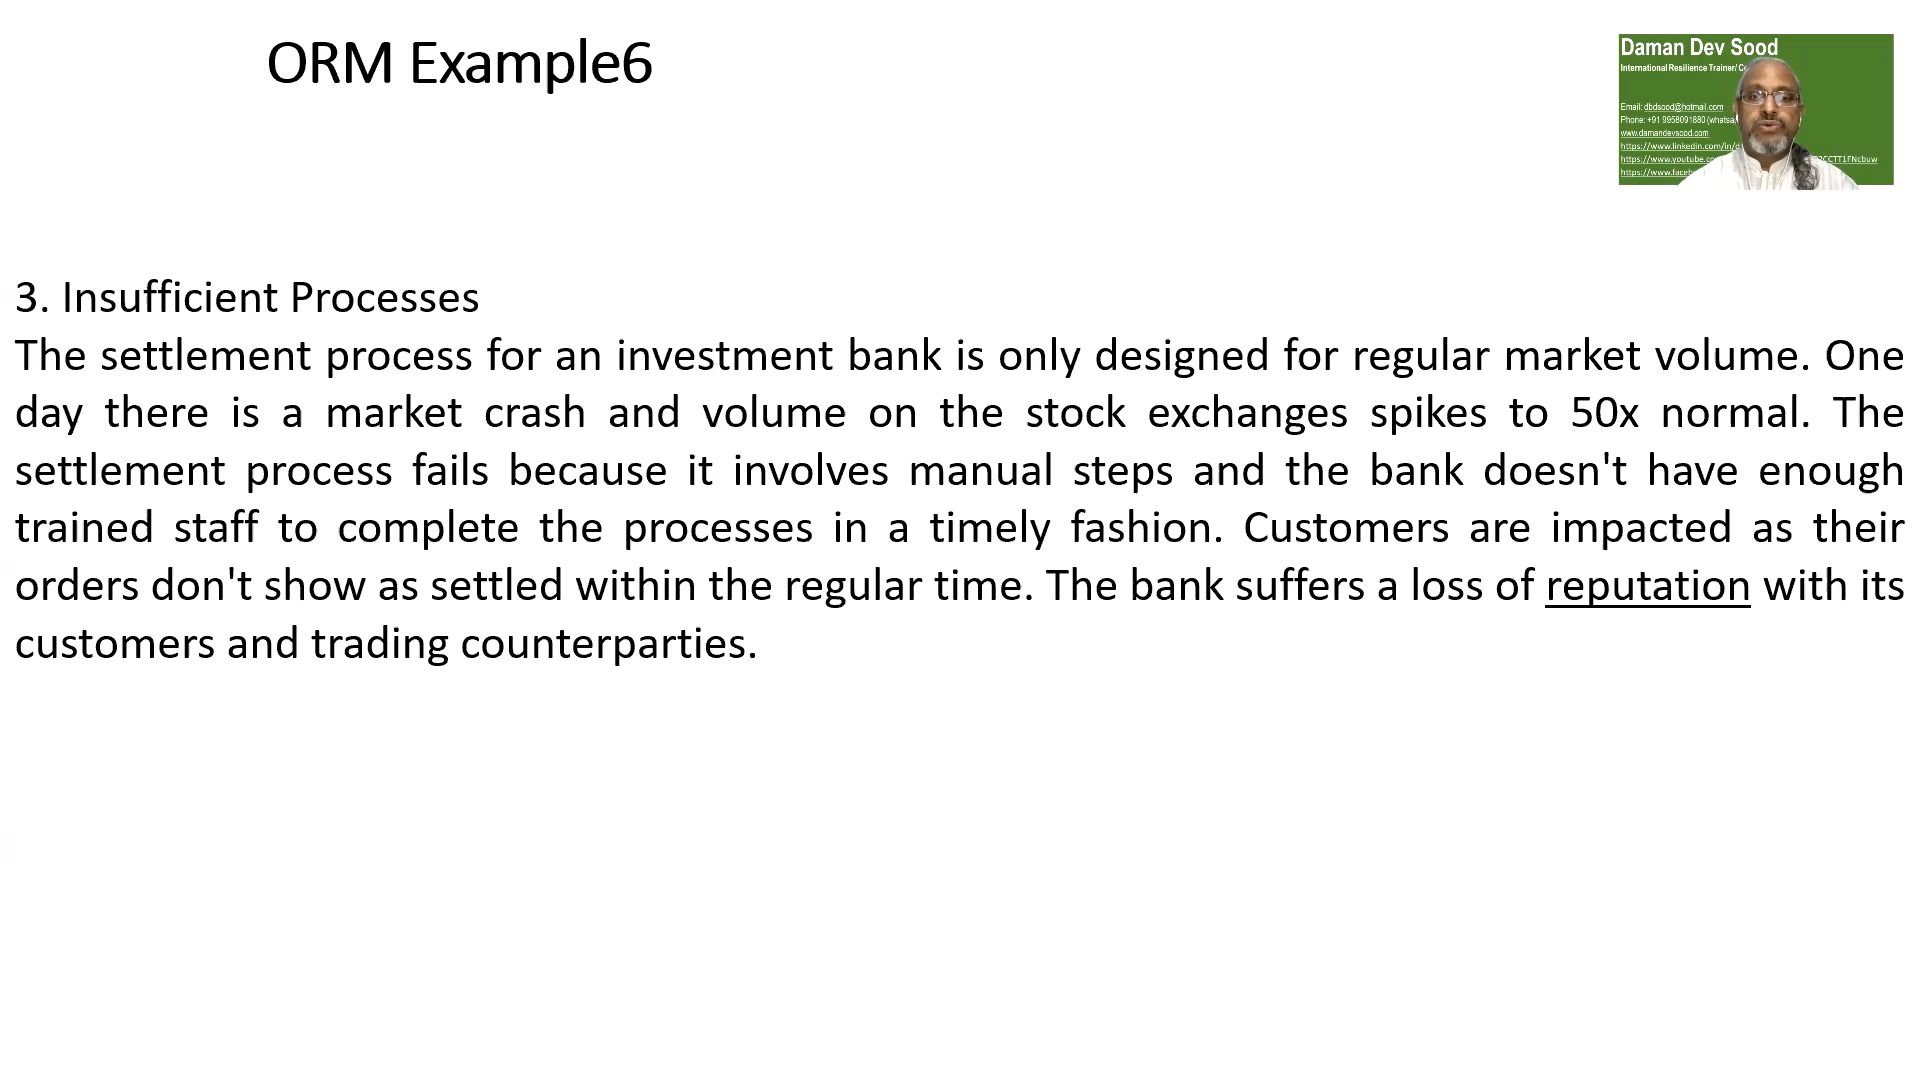 ORM Example6
Daman Dev Sood
International Resilience Trainer/
Email: dbdsood@hotmail.com
Phone: +91 9958091880
www.damandevsood.com
https://www.linkedin.com/in/
https://www.youtube.
https://www.face
3. Insufficient Processes
The settlement process for an investment bank is only designed for regular market volume. One
day there is a market crash and volume on the stock exchanges spikes to 50x normal. The
settlement process fails because it involves manual steps and the bank doesn't have enough
trained staff to complete the processes in a timely fashion. Customers are impacted as their
orders don't show as settled within the regular time. The bank suffers a loss of reputation with its
customers and trading counterparties.